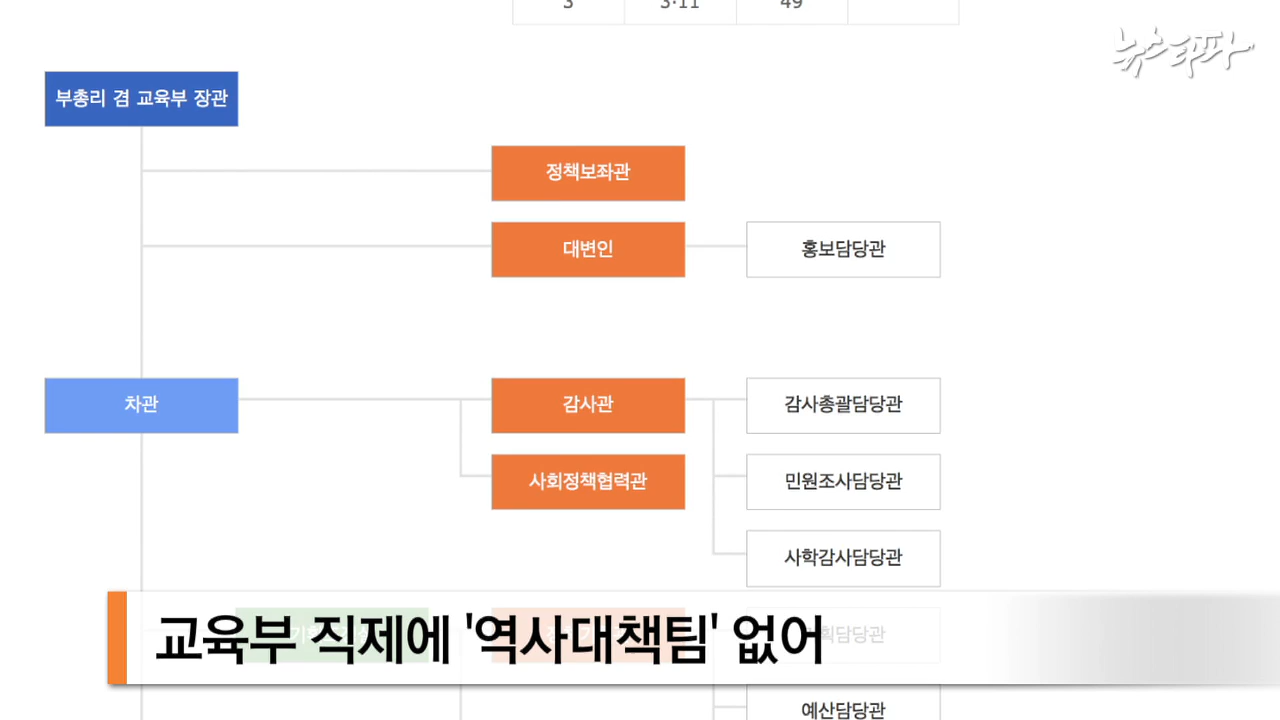 3 3·11 49
뉴스타파
부총리 겸 교육부 장관
정책보좌관
대변인 홍보담당관
차관 감사관 감사총괄담당관
사회정책협력관 민원조사담당관
사학감사담당관
교육부 직제에 '역사대책팀' 없어
예산담당관